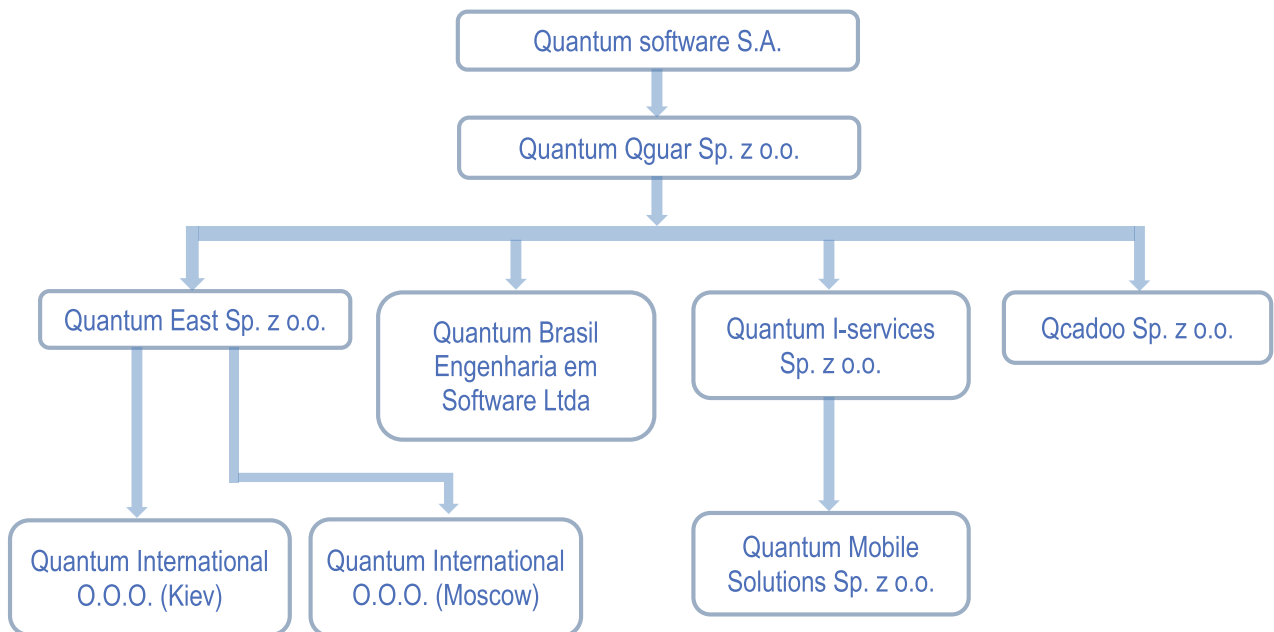 Quantum software S.A.
Quantum Qguar Sp. z o.o.
Quantum East Sp. z o.o.
Quantum Brasil
Engenharia em
Software Ltda
Quantum I-services
Sp. z o.o.
Qcadoo Sp. z o.o.
Quantum International
O.O.O. (Kiev)
Quantum International
O.O.O. (Moscow)
Quantum Mobile
Solutions Sp. z o.o.